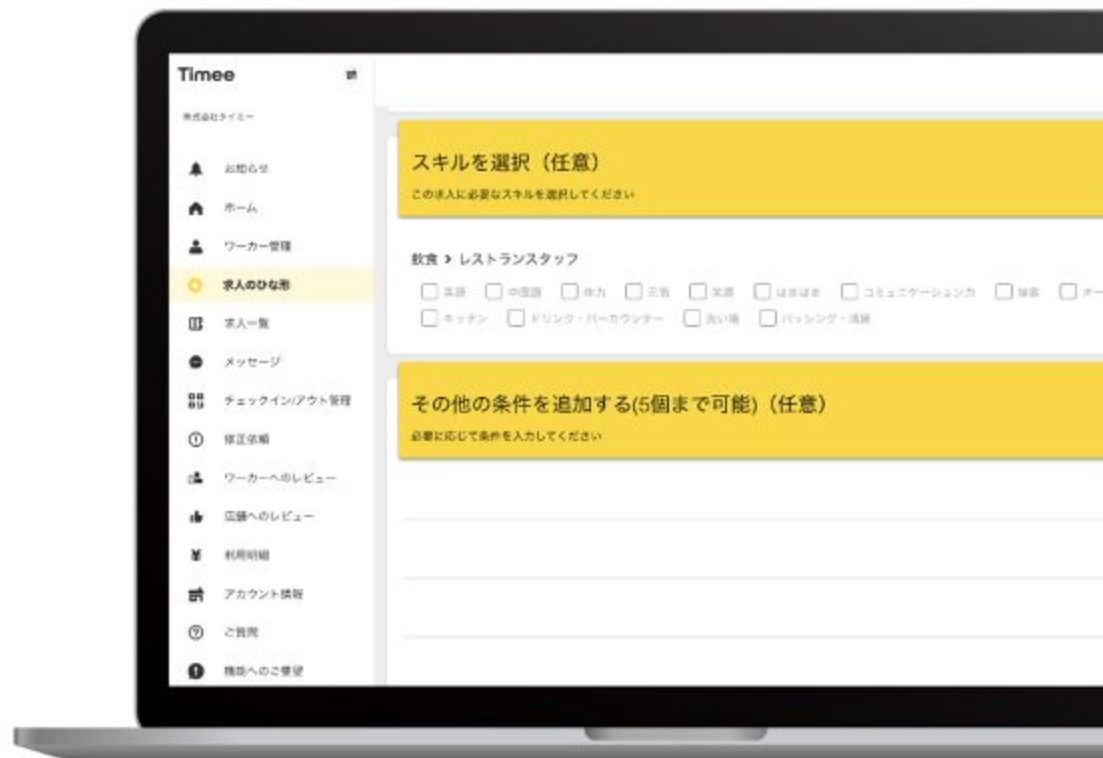 Timee
株式会社タイミー
お知らせ
ホーム
ワーカー管理
求人のひな形
求人一覧
メッセージ
チェックイン/アウト管理
修正依頼
ワーカーへのレビュー
店舗へのレビュー
利用明細
アカウント情報
ご質問
機能へのご要望
スキルを選択（任意）
この求人に必要なスキルを選択してください
飲食 > レストランスタッフ
英語 中国語 体力 元気 笑顔 はきはき コミュニケーション力 接客 オー
キッチン ドリンク・バーカウンター 洗い場 バッシング・清掃
その他の条件を追加する(5個まで可能)（任意）
必要に応じて条件を入力してください